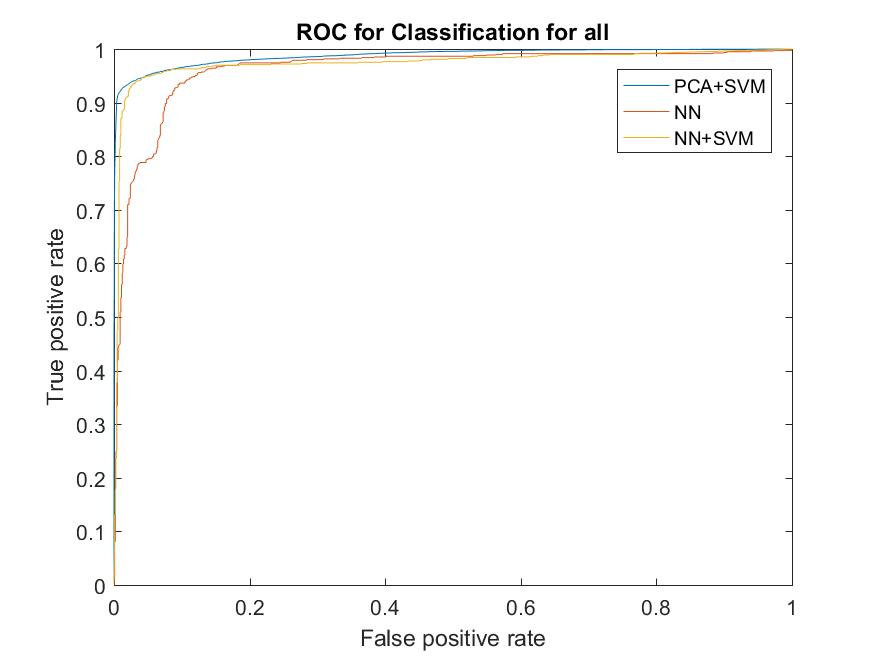 ROC for Classification for all
1
0.9
0.8
0.7
0.6
0.5
0.4
0.3
0.2
0.1
0
True positive rate
PCA+SVM
NN
NN+SVM
0 0.2 0.4 0.6 0.8 1
False positive rate